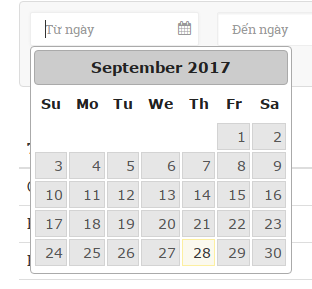 Từ ngày
Đến ngày
September 2017
Su Mo Tu We Th Fr Sa
1 2
3 4 5 6 7 8 9
10 11 12 13 14 15 16
17 18 19 20 21 22 23
24 25 26 27 28 29 30